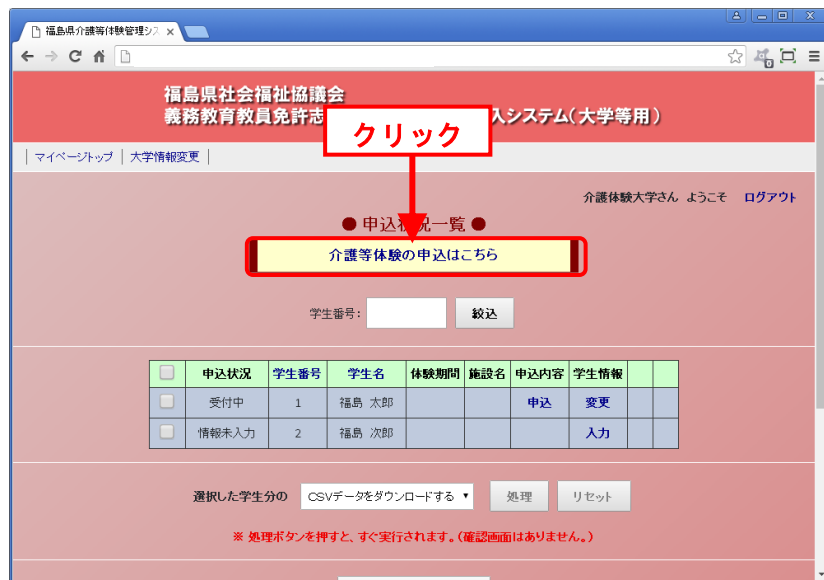 福島県介護等体験管理シス
福島県社会福祉協議会
義務教育教員免許志
入システム(大学等用)
クリック
マイページトップ
大学情報変更
介護体験大学さん ようこそ ログアウト
● 申込状況一覧 ●
介護等体験の申込はこちら
学生番号: 絞込
申込状況 学生番号 学生名 体験期間 施設名 申込内容 学生情報
受付中 1 福島 太郎 申込 変更
情報未入力 2 福島 次郎 入力
選択した学生分の CSVデータをダウンロードする 処理 リセット
※ 処理ボタンを押すと、すぐ実行されます。(確認画面はありません。)